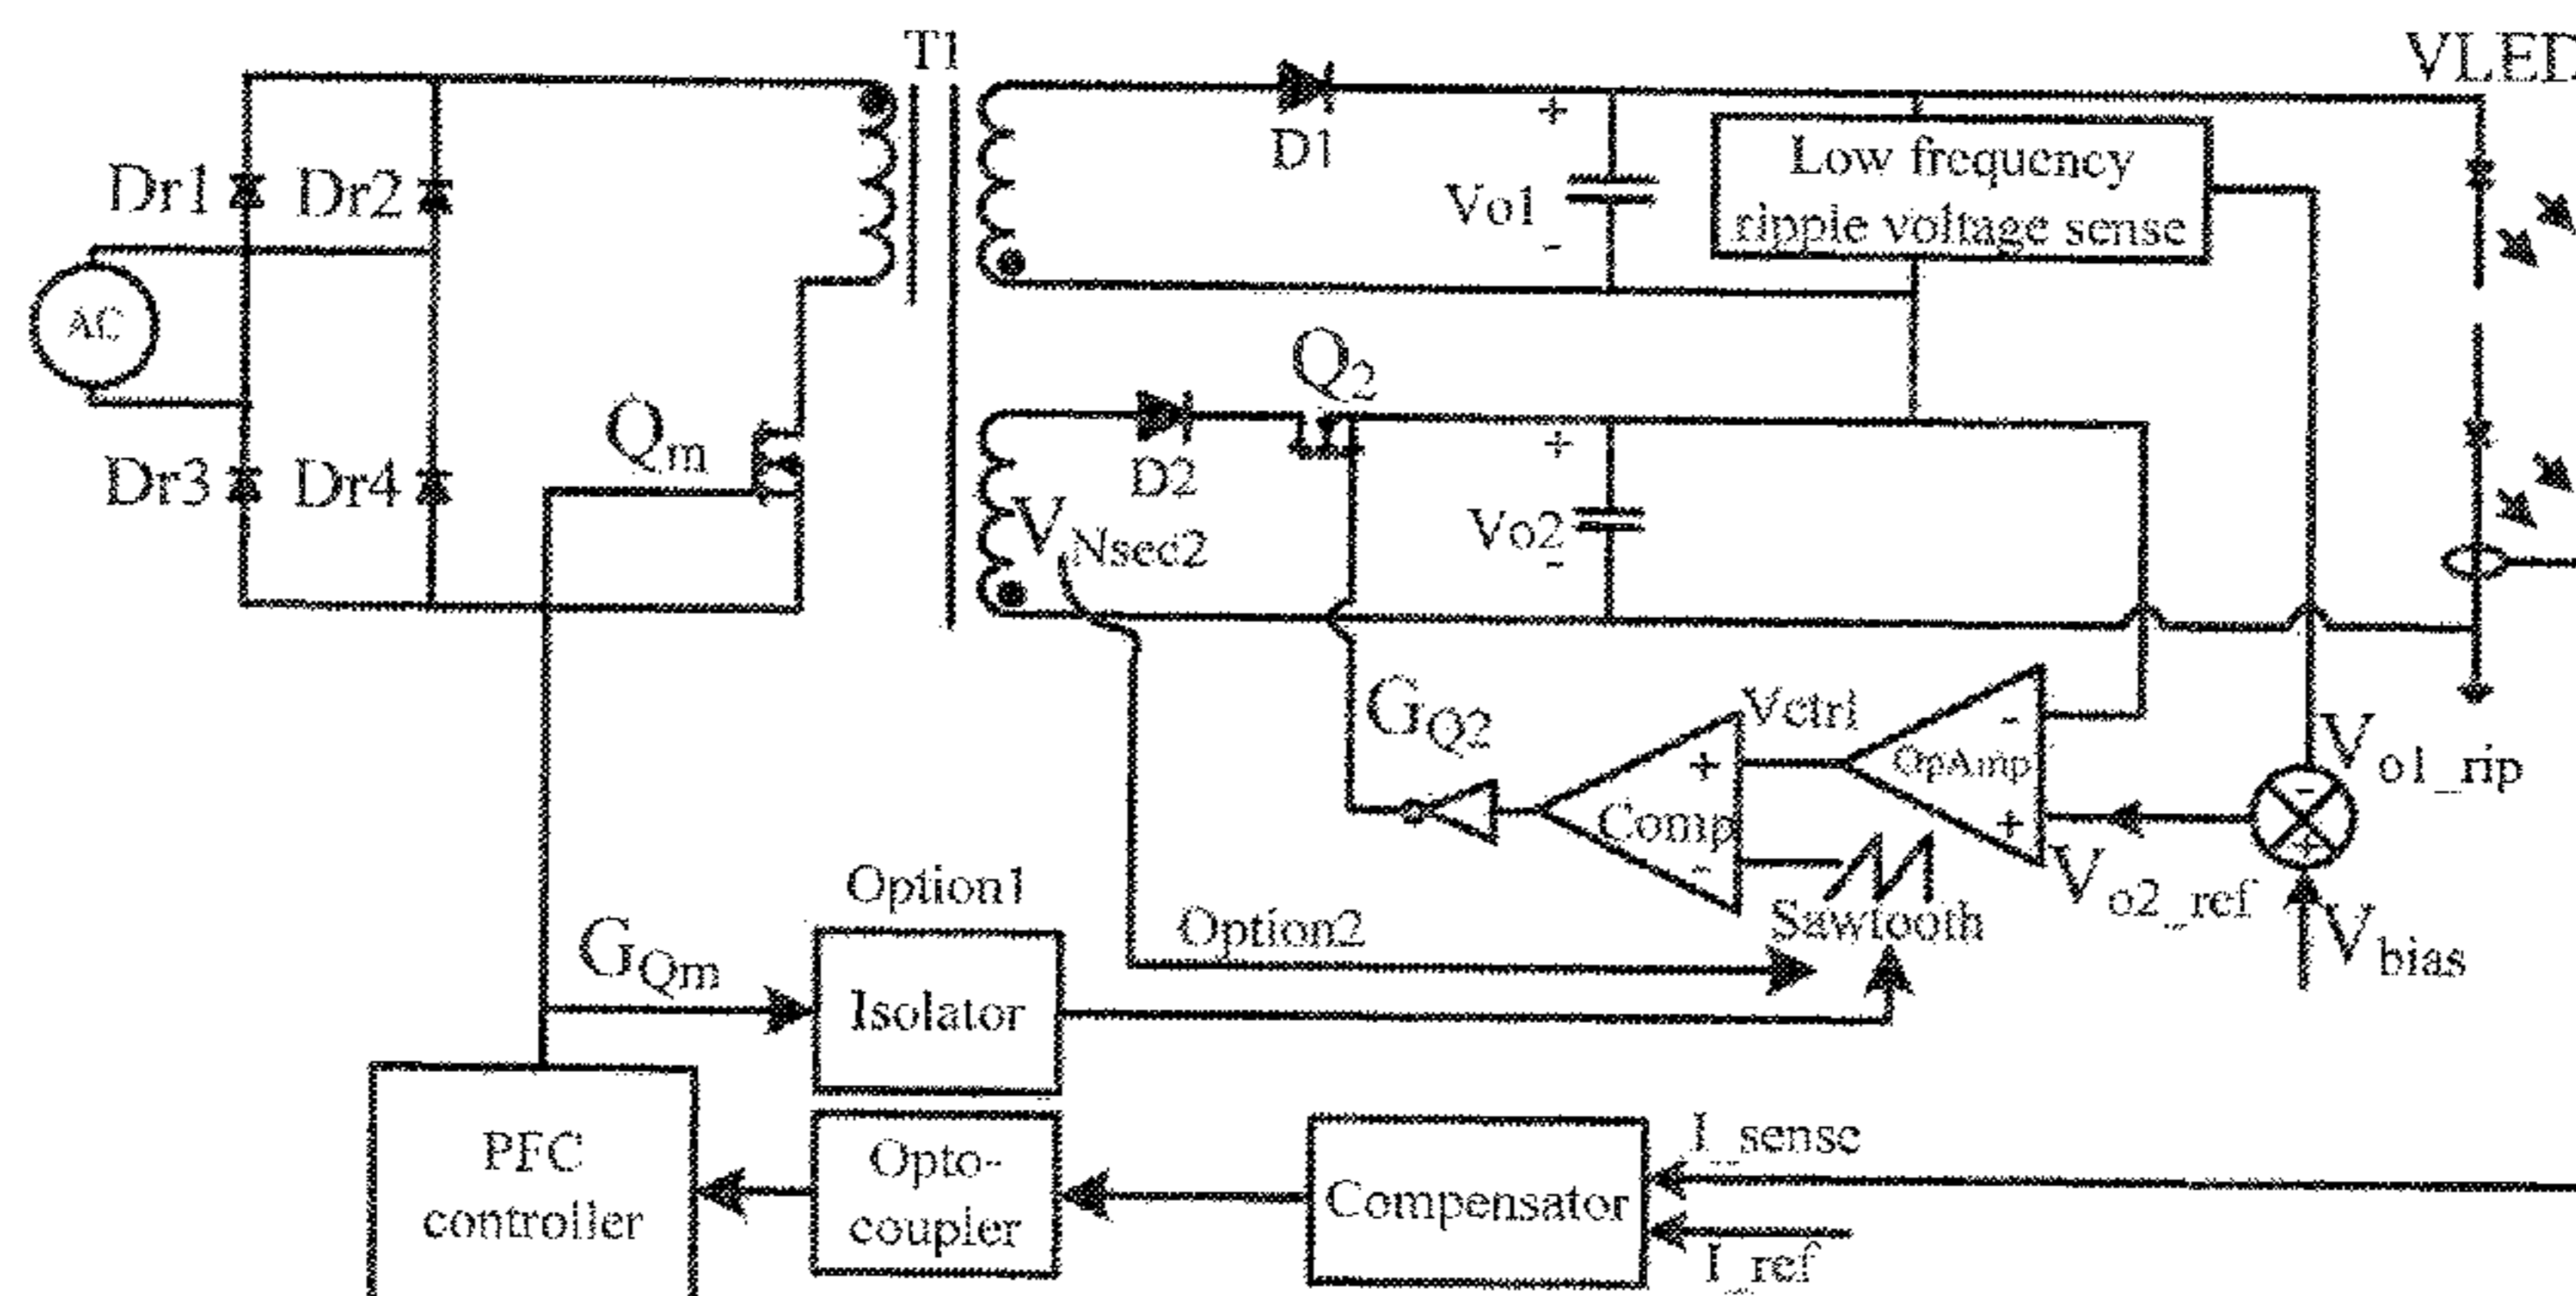 T1
VLED
D1
+
Vo1
-
Low frequency
ripple voltage sense
Dr1
Dr2
AC
Q2
Qm
Dr3
Dr4
D2
+
Vo2
-
VNsec2
GQ2
Vctrl
+
Comp
-
-
OpAmp
+
Vo1_rip
-
+
Vo2_ref
Vbias
Sawtooth
Option1
Option2
GQm
Isolator
PFC
controller
Opto-
coupler
Compensator
I_sense
I_ref